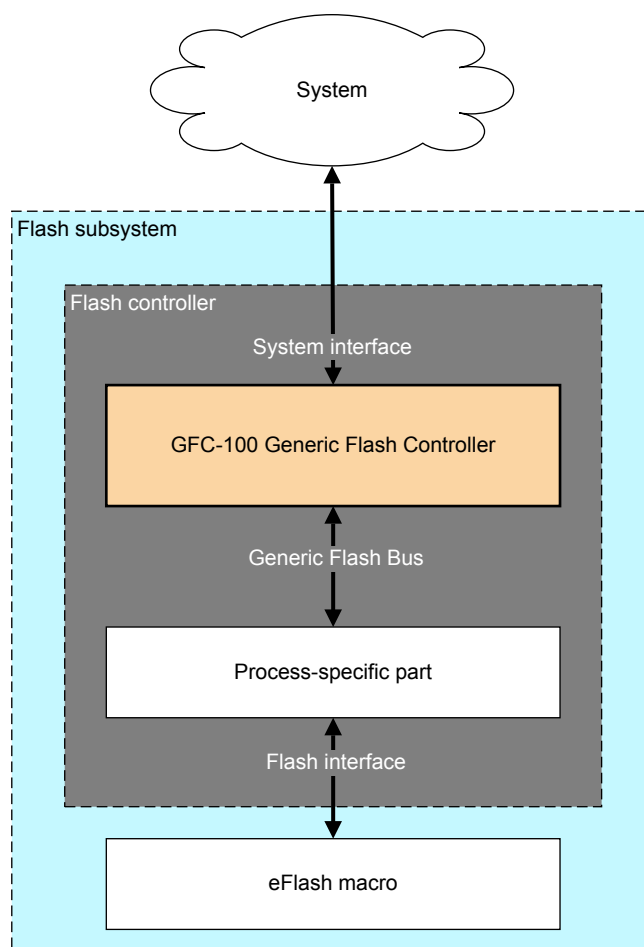 System
Flash subsystem
Flash controller
System interface
GFC-100 Generic Flash Controller
Generic Flash Bus
Process-specific part
Flash interface
eFlash macro